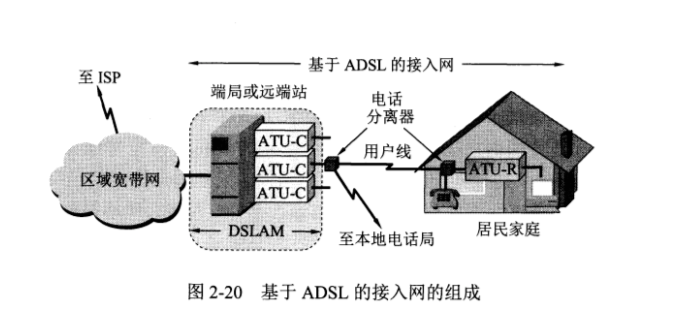 基于 ADSL 的接入网
至 ISP
端局或远端站
电话
分离器
ATU-C
用户线
ATU-C
ATU-R
区域宽带网
ATU-C
DSLAM
至本地电话局
居民家庭
图 2-20 基于 ADSL 的接入网的组成